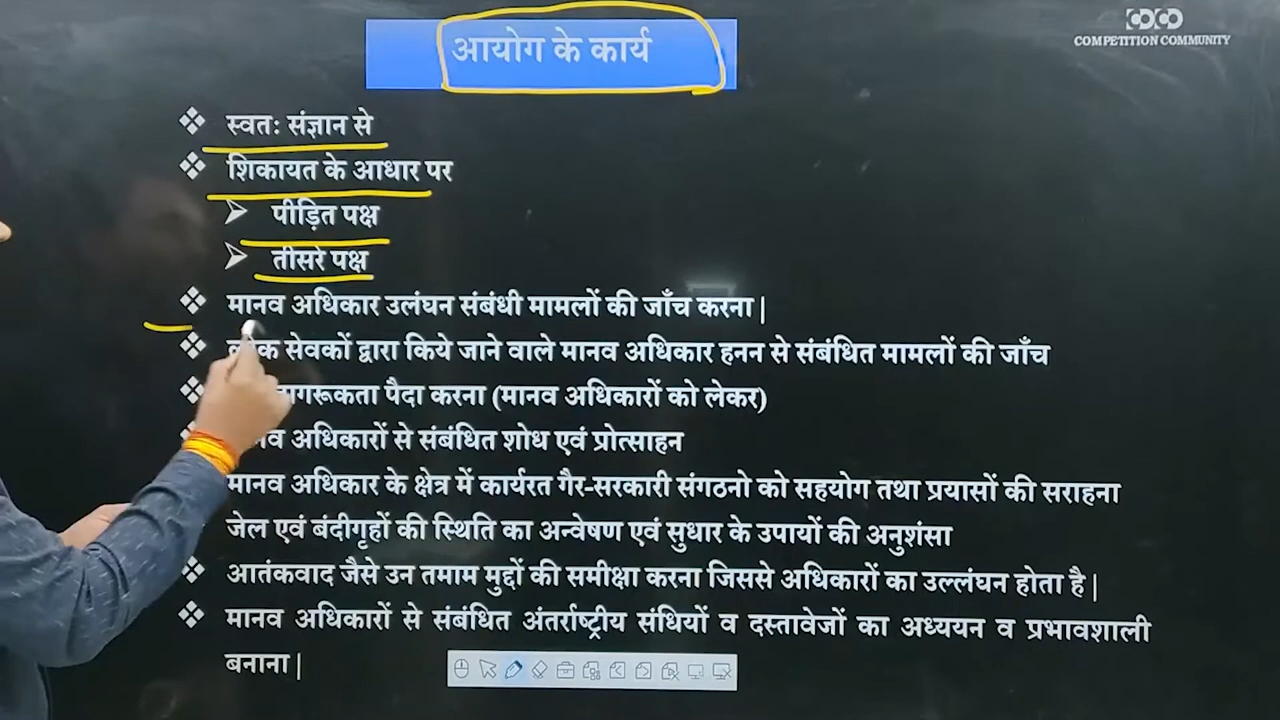 COCO
COMPETITION COMMUNITY
आयोग के कार्य
स्वतः संज्ञान से
शिकायत के आधार पर
पीड़ित पक्ष
तीसरे पक्ष
मानव अधिकार उलंघन संबंधी मामलों की जाँच करना |
लोक सेवकों द्वारा किये जाने वाले मानव अधिकार हनन से संबंधित मामलों की जाँच
पैदा करना (मानव अधिकारों को लेकर)
अधिकारों से संबंधित शोध एवं प्रोत्साहन
मानव अधिकार के क्षेत्र में कार्यरत गैर-सरकारी संगठनो को सहयोग तथा प्रयासों की सराहना
जेल एवं बंदीगृहों की स्थिति का अन्वेषण एवं सुधार के उपायों की अनुशंसा
आतंकवाद जैसे उन तमाम मुद्दों की समीक्षा करना जिससे अधिकारों का उल्लंघन होता है |
मानव अधिकारों से संबंधित अंतर्राष्ट्रीय संधियों व दस्तावेजों का अध्ययन व प्रभावशाली
बनाना |